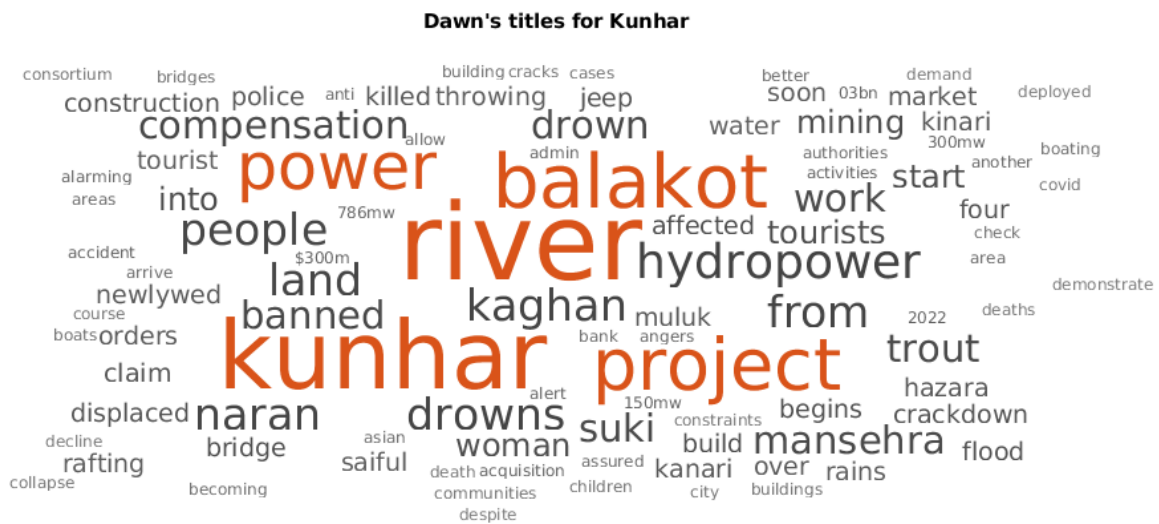 Dawn's titles for Kunhar
consortium bridges building cracks cases better demand
construction police anti killed throwing jeep soon 03bn market deployed
compensation allow drown water mining kinari
tourist power admin balakot authorities 300mw another boating
alarming activities start
areas into 786mw work covid
people river affected tourists four check
accident $300m hydropower area
arrive land
newlywed kaghan from demonstrate
course banned muluk 2022 deaths
boats orders bank angers trout
claim kunhar project hazara
displaced naran drowns alert 150mw begins crackdown
decline bridge asian woman suki constraints build mansehra flood
rafting saiful death acquisition assured kanari over rains
collapse becoming communities children city buildings
despite